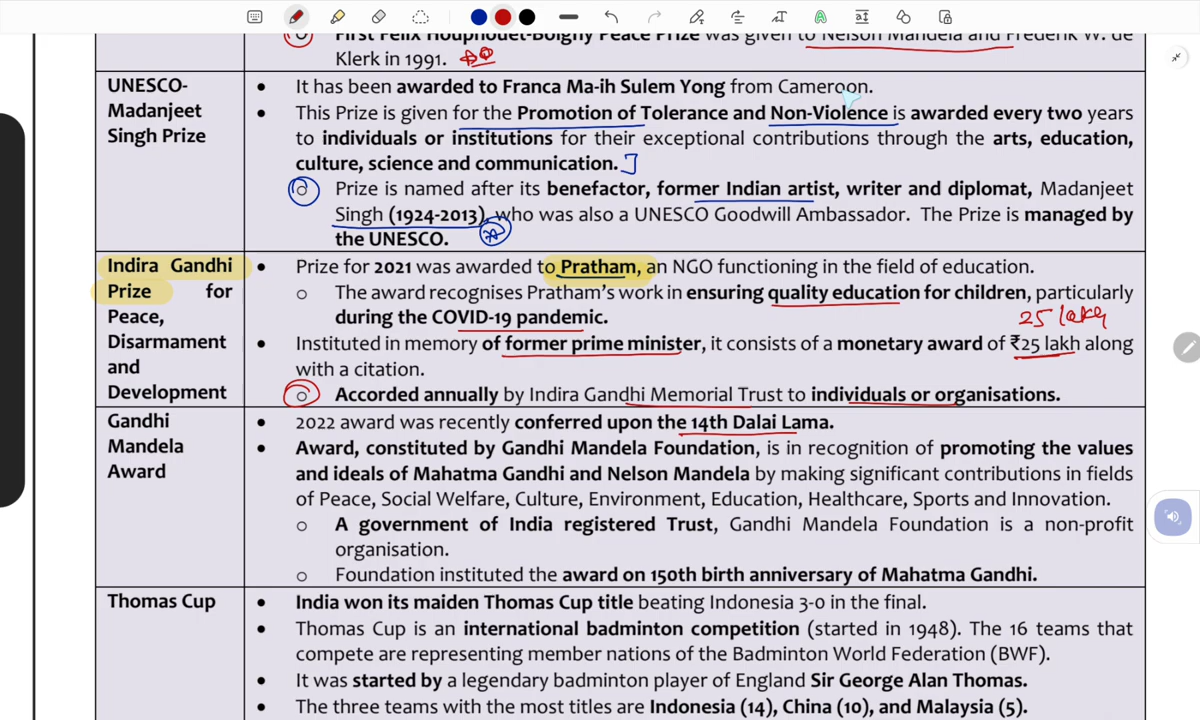 First Felix Houphouet-Boigny Peace Prize was given to Nelson Mandela and Frederik W. de
Klerk in 1991.
UNESCO-
Madanjeet
Singh Prize
• It has been awarded to Franca Ma-ih Sulem Yong from Cameroon.
• This Prize is given for the Promotion of Tolerance and Non-Violence is awarded every two years
to individuals or institutions for their exceptional contributions through the arts, education,
culture, science and communication.
o Prize is named after its benefactor, former Indian artist, writer and diplomat, Madanjeet
Singh (1924-2013), who was also a UNESCO Goodwill Ambassador. The Prize is managed by
the UNESCO.
Indira Gandhi
Prize for
Peace,
Disarmament
and
Development
• Prize for 2021 was awarded to Pratham, an NGO functioning in the field of education.
o The award recognises Pratham's work in ensuring quality education for children, particularly
during the COVID-19 pandemic.
25 lakh
• Instituted in memory of former prime minister, it consists of a monetary award of ₹25 lakh along
with a citation.
o Accorded annually by Indira Gandhi Memorial Trust to individuals or organisations.
Gandhi
Mandela
Award
• 2022 award was recently conferred upon the 14th Dalai Lama.
• Award, constituted by Gandhi Mandela Foundation, is in recognition of promoting the values
and ideals of Mahatma Gandhi and Nelson Mandela by making significant contributions in fields
of Peace, Social Welfare, Culture, Environment, Education, Healthcare, Sports and Innovation.
o A government of India registered Trust, Gandhi Mandela Foundation is a non-profit
organisation.
o Foundation instituted the award on 150th birth anniversary of Mahatma Gandhi.
Thomas Cup
• India won its maiden Thomas Cup title beating Indonesia 3-0 in the final.
• Thomas Cup is an international badminton competition (started in 1948). The 16 teams that
compete are representing member nations of the Badminton World Federation (BWF).
• It was started by a legendary badminton player of England Sir George Alan Thomas.
• The three teams with the most titles are Indonesia (14), China (10), and Malaysia (5).